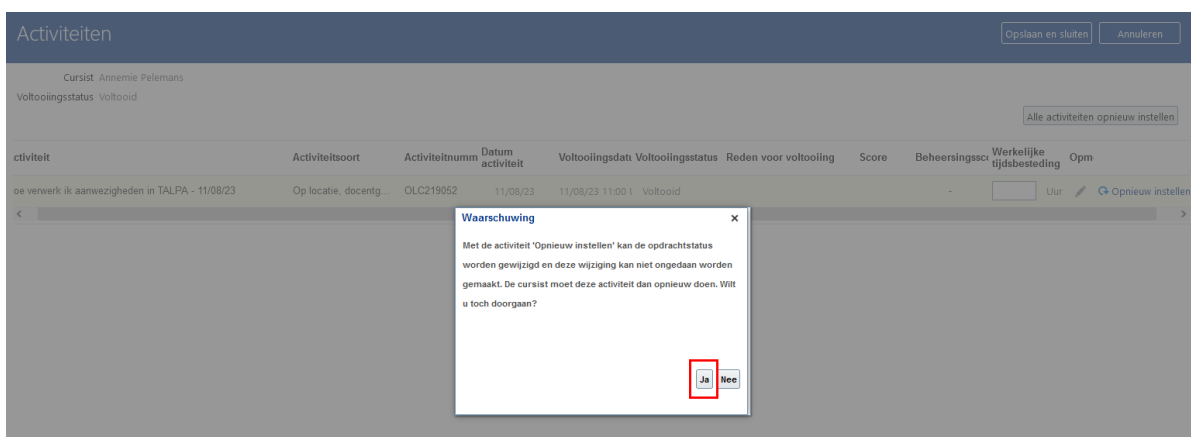 Activiteiten
Opslaan en sluiten
Annuleren
Cursist Annemie Pelemans
Voltooiingsstatus Voltooid
Alle activiteiten opnieuw instellen
ctiviteit Activiteitsoort Activiteitnumm Datum activiteit Voltooiingsdatu Voltooiingsstatus Reden voor voltooiing Score Beheersingssco Werkelijke tijdsbesteding Opm
oe verwerk ik aanwezigheden in TALPA - 11/08/23 Op locatie, docentg... OLC219052 11/08/23 11/08/23 11:00 Voltooid - Uur Opnieuw instellen
Waarschuwing
Met de activiteit 'Opnieuw instellen' kan de opdrachtstatus
worden gewijzigd en deze wijziging kan niet ongedaan worden
gemaakt. De cursist moet deze activiteit dan opnieuw doen. Wilt
u toch doorgaan?
Ja Nee